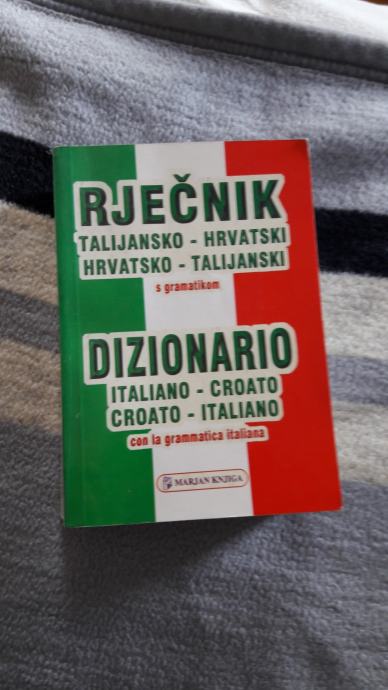 RJEČNIK
TALIJANSKO - HRVATSKI
HRVATSKO - TALIJANSKI
s gramatikom
DIZIONARIO
ITALIANO - CROATO
CROATO - ITALIANO
con la grammatica italiana
MARJAN KNJIGA